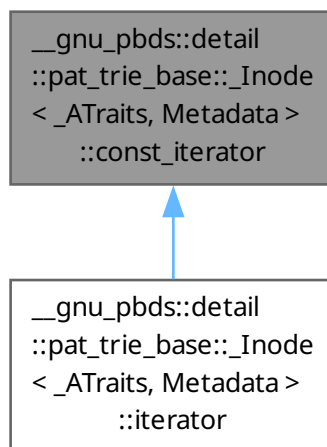 __gnu_pbds::detail
::pat_trie_base::_Inode
< _ATraits, Metadata >
::const_iterator
__gnu_pbds::detail
::pat_trie_base::_Inode
< _ATraits, Metadata >
::iterator